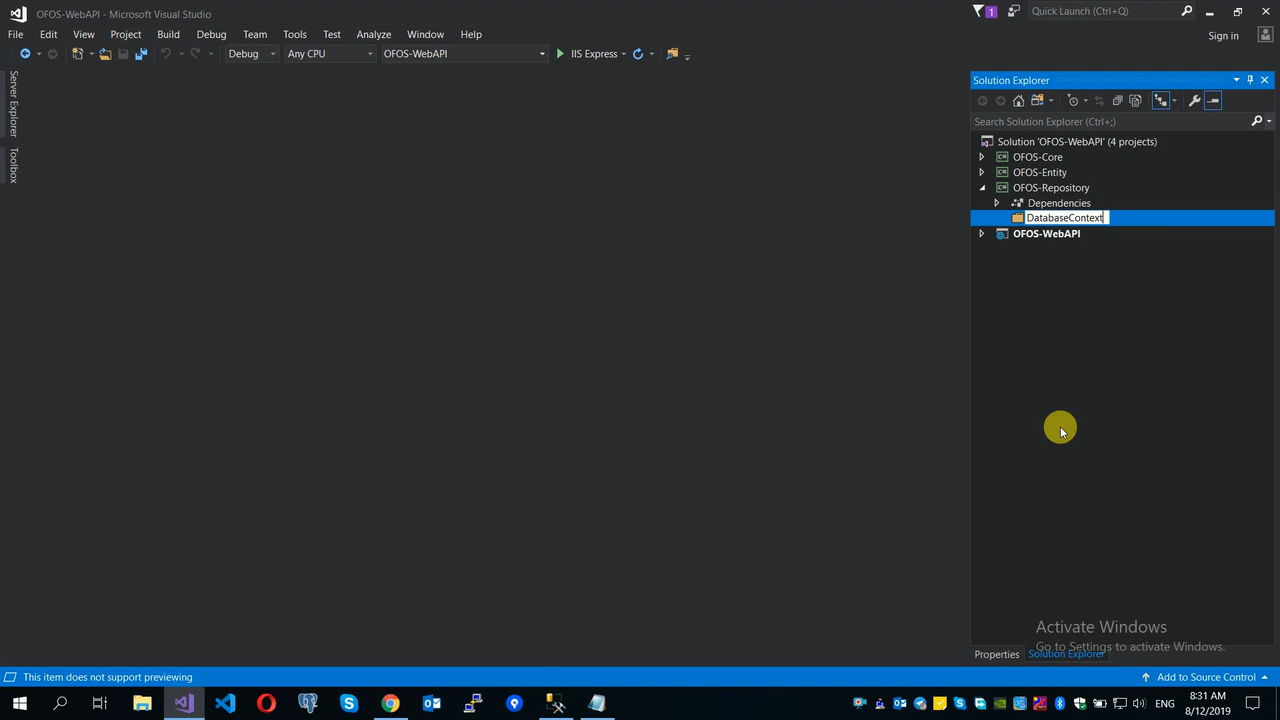 OFOS-WebAPI - Microsoft Visual Studio
1
Quick Launch (Ctrl+Q)
File Edit View Project Build Debug Team Tools Test Analyze Window Help
Sign in
Debug Any CPU OFOS-WebAPI IIS Express
Server Explorer
Toolbox
Solution Explorer
Search Solution Explorer (Ctrl+;)
Solution 'OFOS-WebAPI' (4 projects)
OFOS-Core
OFOS-Entity
OFOS-Repository
Dependencies
DatabaseContext
OFOS-WebAPI
Activate Windows
Go to Settings to activate Windows.
Properties Solution Explorer
This item does not support previewing
Add to Source Control
ENG
8:31 AM
8/12/2019